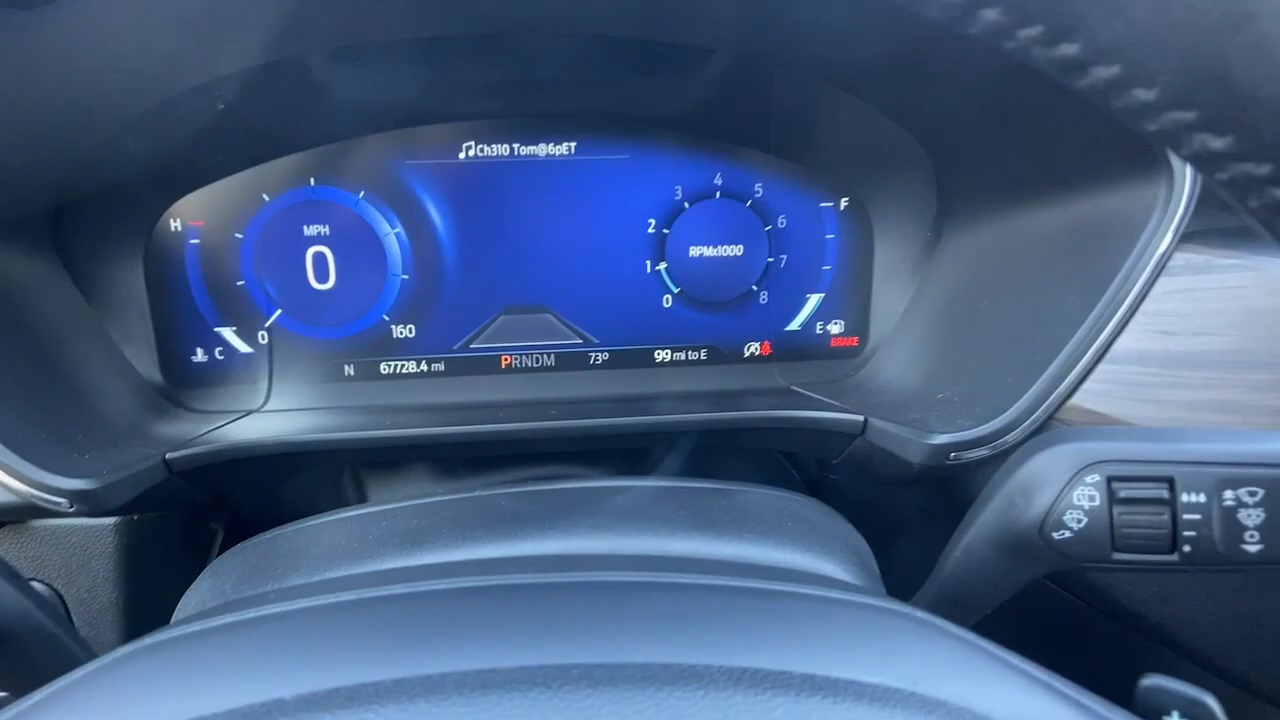 Ch310 Tom@6pET
H
C
MPH
0
0
160
RPMx1000
0
1
2
3
4
5
6
7
8
F
E
BRAKE
N
67728.4 mi
PRNDM
73º
99 mi to E